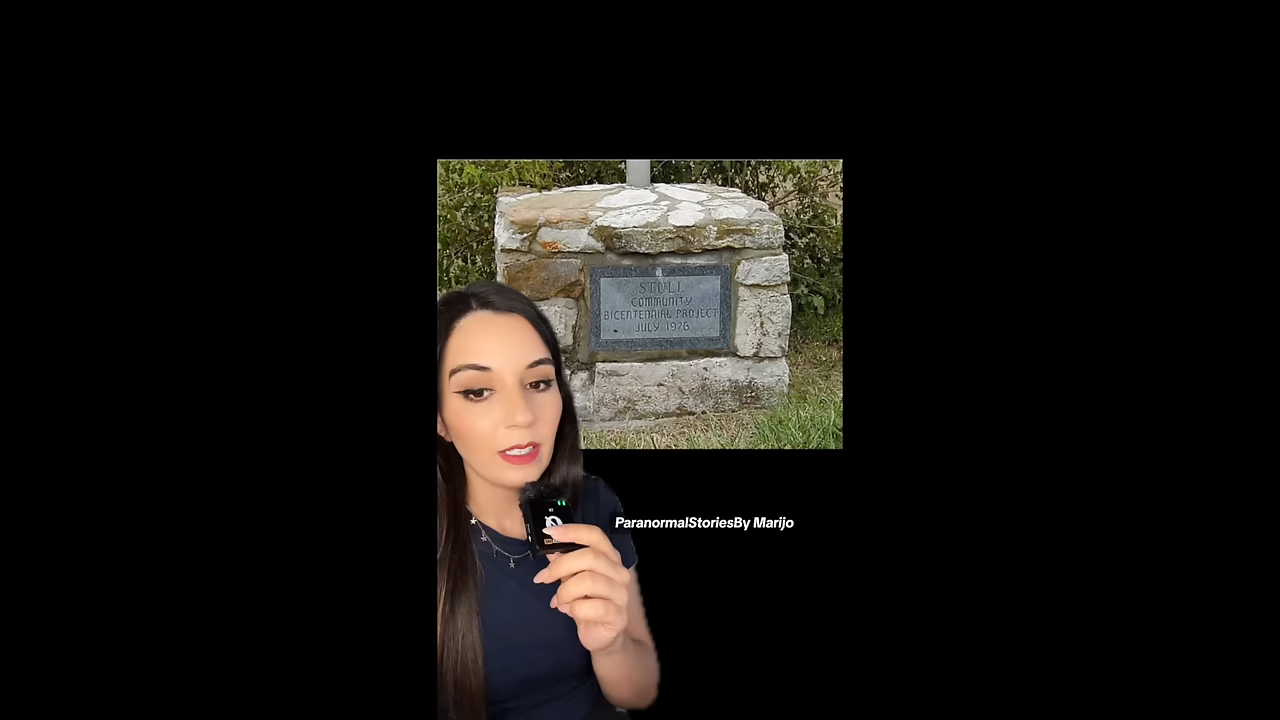 STULL
COMMUNITY
BICENTENNIAL PROJECT
JULY 1976
ParanormalStoriesBy Marijo